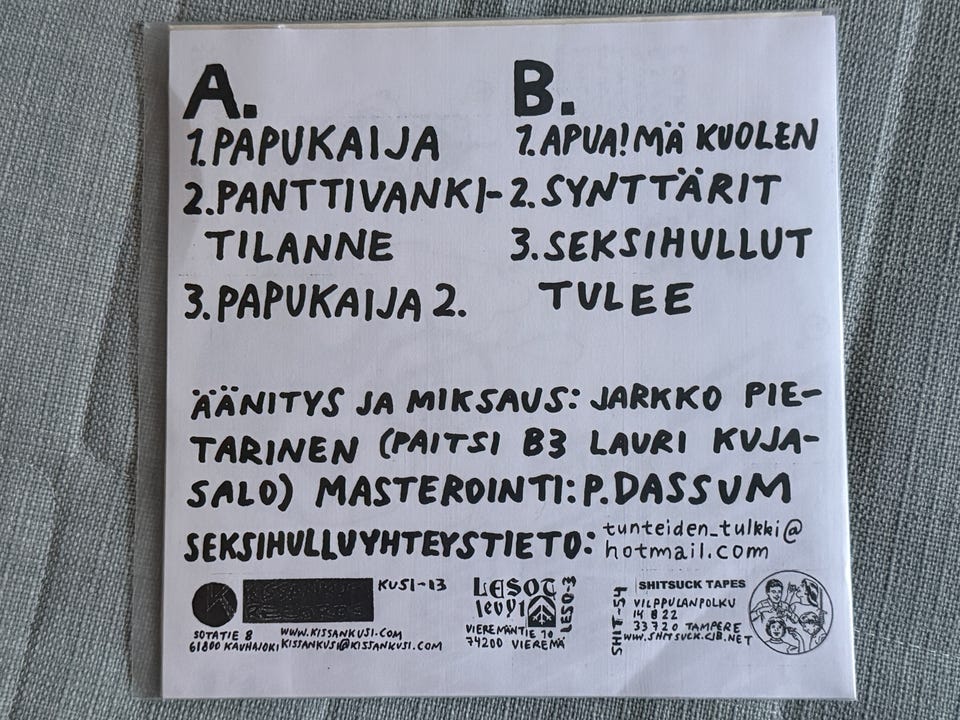 A.
1. PAPUKAIJA
2. PANTTIVANKI-
TILANNE
3. PAPUKAIJA 2.
B.
1. APUA! MÄ KUOLEN
2. SYNTTÄRIT
3. SEKSIHULLUT
TULEE
ÄÄNITYS JA MIKSAUS: JARKKO PIE-
TARINEN (PAITSI B3 LAURI KUJA-
SALO) MASTEROINTI: P. DASSUM
SEKSIHULLUYHTEYSTIETO: tunteiden_tulkki@
hotmail.com
KUSI-13
SOTATIE 8
61800 KAUHAJOKI
WWW.KISSANKUSI.COM
KISSANKUSI@KISSANKUSI.COM
LESOT
levyt
LESO-3
VIEREMÄNTIE 10
74200 VIEREMÄ
SHIT-54
SHITSUCK TAPES
VILPPULANPOLKU
14 B 22
33720 TAMPERE
WWW.SHITSUCK.CJB.NET